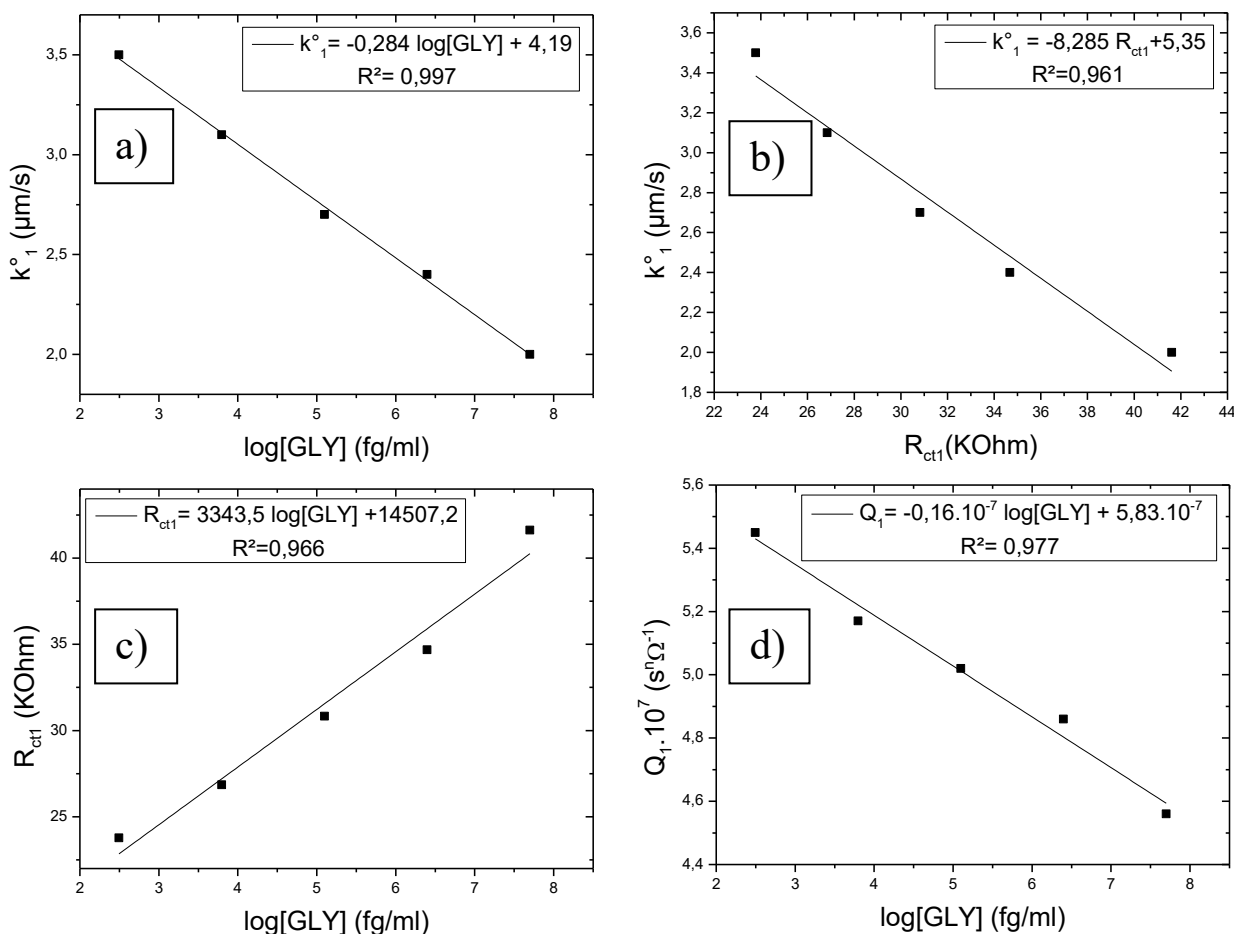 k°₁= -0,284 log[GLY] + 4,19
R²= 0,997
a)
3,5
3,0
2,5
2,0
k°₁ (µm/s)
2 3 4 5 6 7 8
log[GLY] (fg/ml)
k°₁ = -8,285 R_ct1+5,35
R²=0,961
b)
3,6
3,4
3,2
3,0
2,8
2,6
2,4
2,2
2,0
1,8
k°₁ (µm/s)
22 24 26 28 30 32 34 36 38 40 42 44
R_ct1(KOhm)
R_ct1= 3343,5 log[GLY] +14507,2
R²=0,966
c)
40
35
30
25
R_ct1 (KOhm)
2 3 4 5 6 7 8
log[GLY] (fg/ml)
Q₁= -0,16.10⁻⁷ log[GLY] + 5,83.10⁻⁷
R²= 0,977
d)
5,6
5,4
5,2
5,0
4,8
4,6
4,4
Q₁.10⁷ (sⁿΩ⁻¹)
2 3 4 5 6 7 8
log[GLY] (fg/ml)